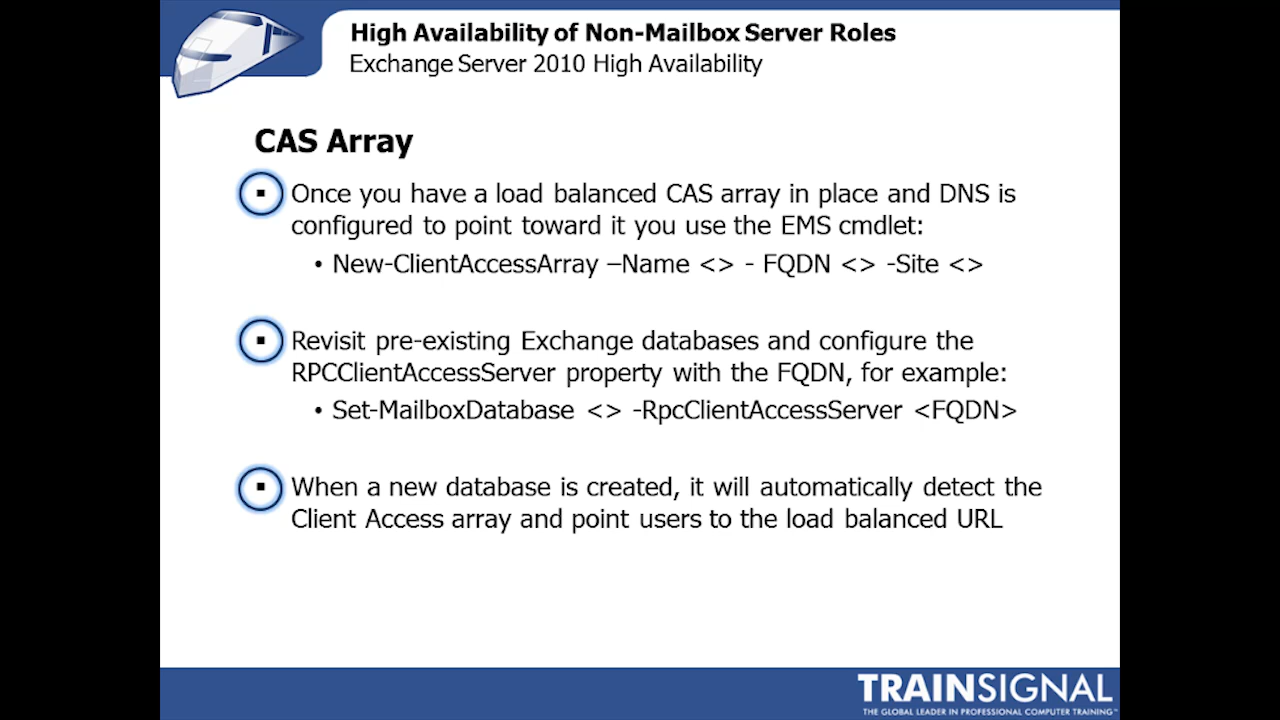 High Availability of Non-Mailbox Server Roles
Exchange Server 2010 High Availability
CAS Array
▪ Once you have a load balanced CAS array in place and DNS is
configured to point toward it you use the EMS cmdlet:
• New-ClientAccessArray –Name <> - FQDN <> -Site <>
▪ Revisit pre-existing Exchange databases and configure the
RPCClientAccessServer property with the FQDN, for example:
• Set-MailboxDatabase <> -RpcClientAccessServer <FQDN>
▪ When a new database is created, it will automatically detect the
Client Access array and point users to the load balanced URL
TRAINSIGNAL
THE GLOBAL LEADER IN PROFESSIONAL COMPUTER TRAINING™